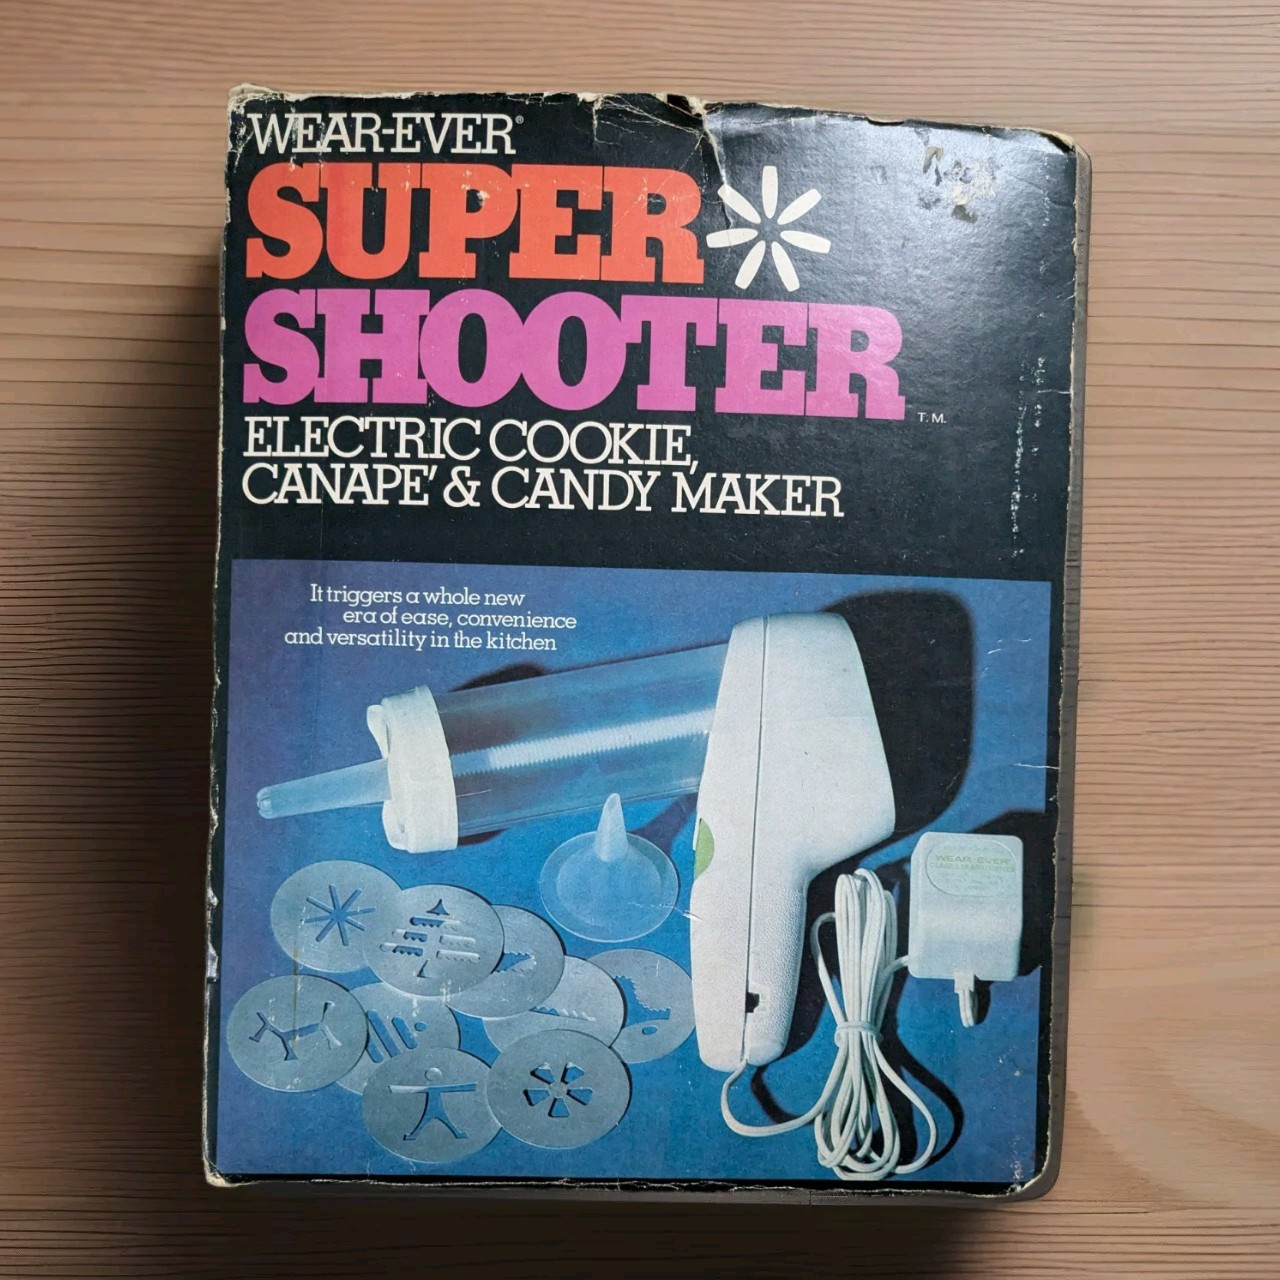 WEAR-EVER®
SUPER
SHOOTER
T.M.
ELECTRIC COOKIE,
CANAPE' & CANDY MAKER
It triggers a whole new
era of ease, convenience
and versatility in the kitchen
WEAR-EVER